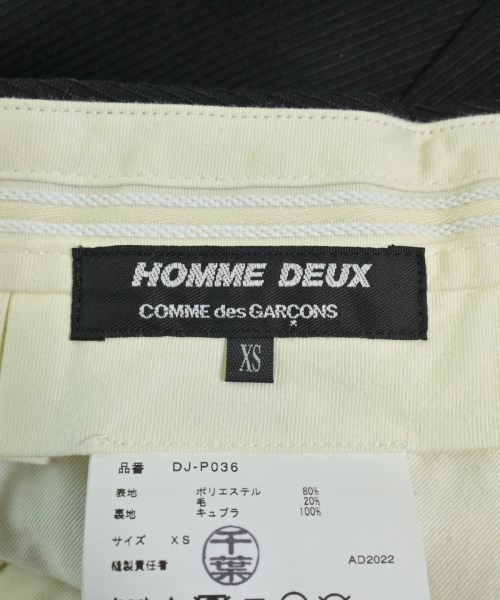 HOMME DEUX
COMME des GARÇONS
XS
品番 DJ-P036
表地 ポリエステル 80%
毛 20%
裏地 キュプラ 100%
サイズ XS
縫製責任者 千葉 AD2022